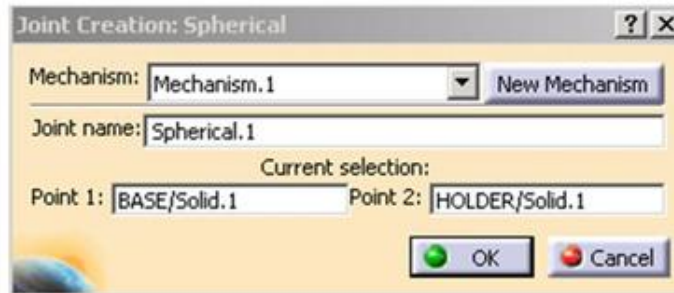 Joint Creation: Spherical ? X
Mechanism: Mechanism.1 New Mechanism
Joint name: Spherical.1
Current selection:
Point 1: BASE/Solid.1 Point 2: HOLDER/Solid.1
OK Cancel